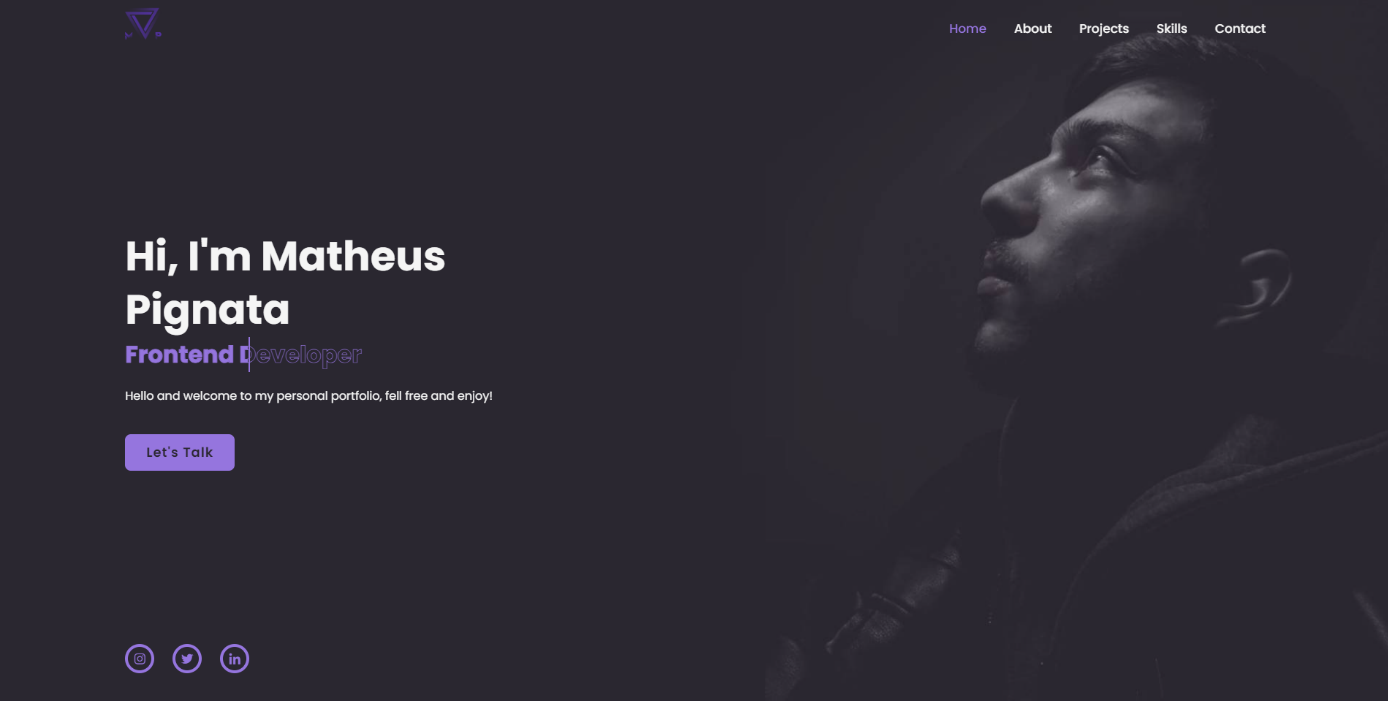 Home About Projects Skills Contact
Hi, I'm Matheus
Pignata
Frontend Developer
Hello and welcome to my personal portfolio, fell free and enjoy!
Let's Talk